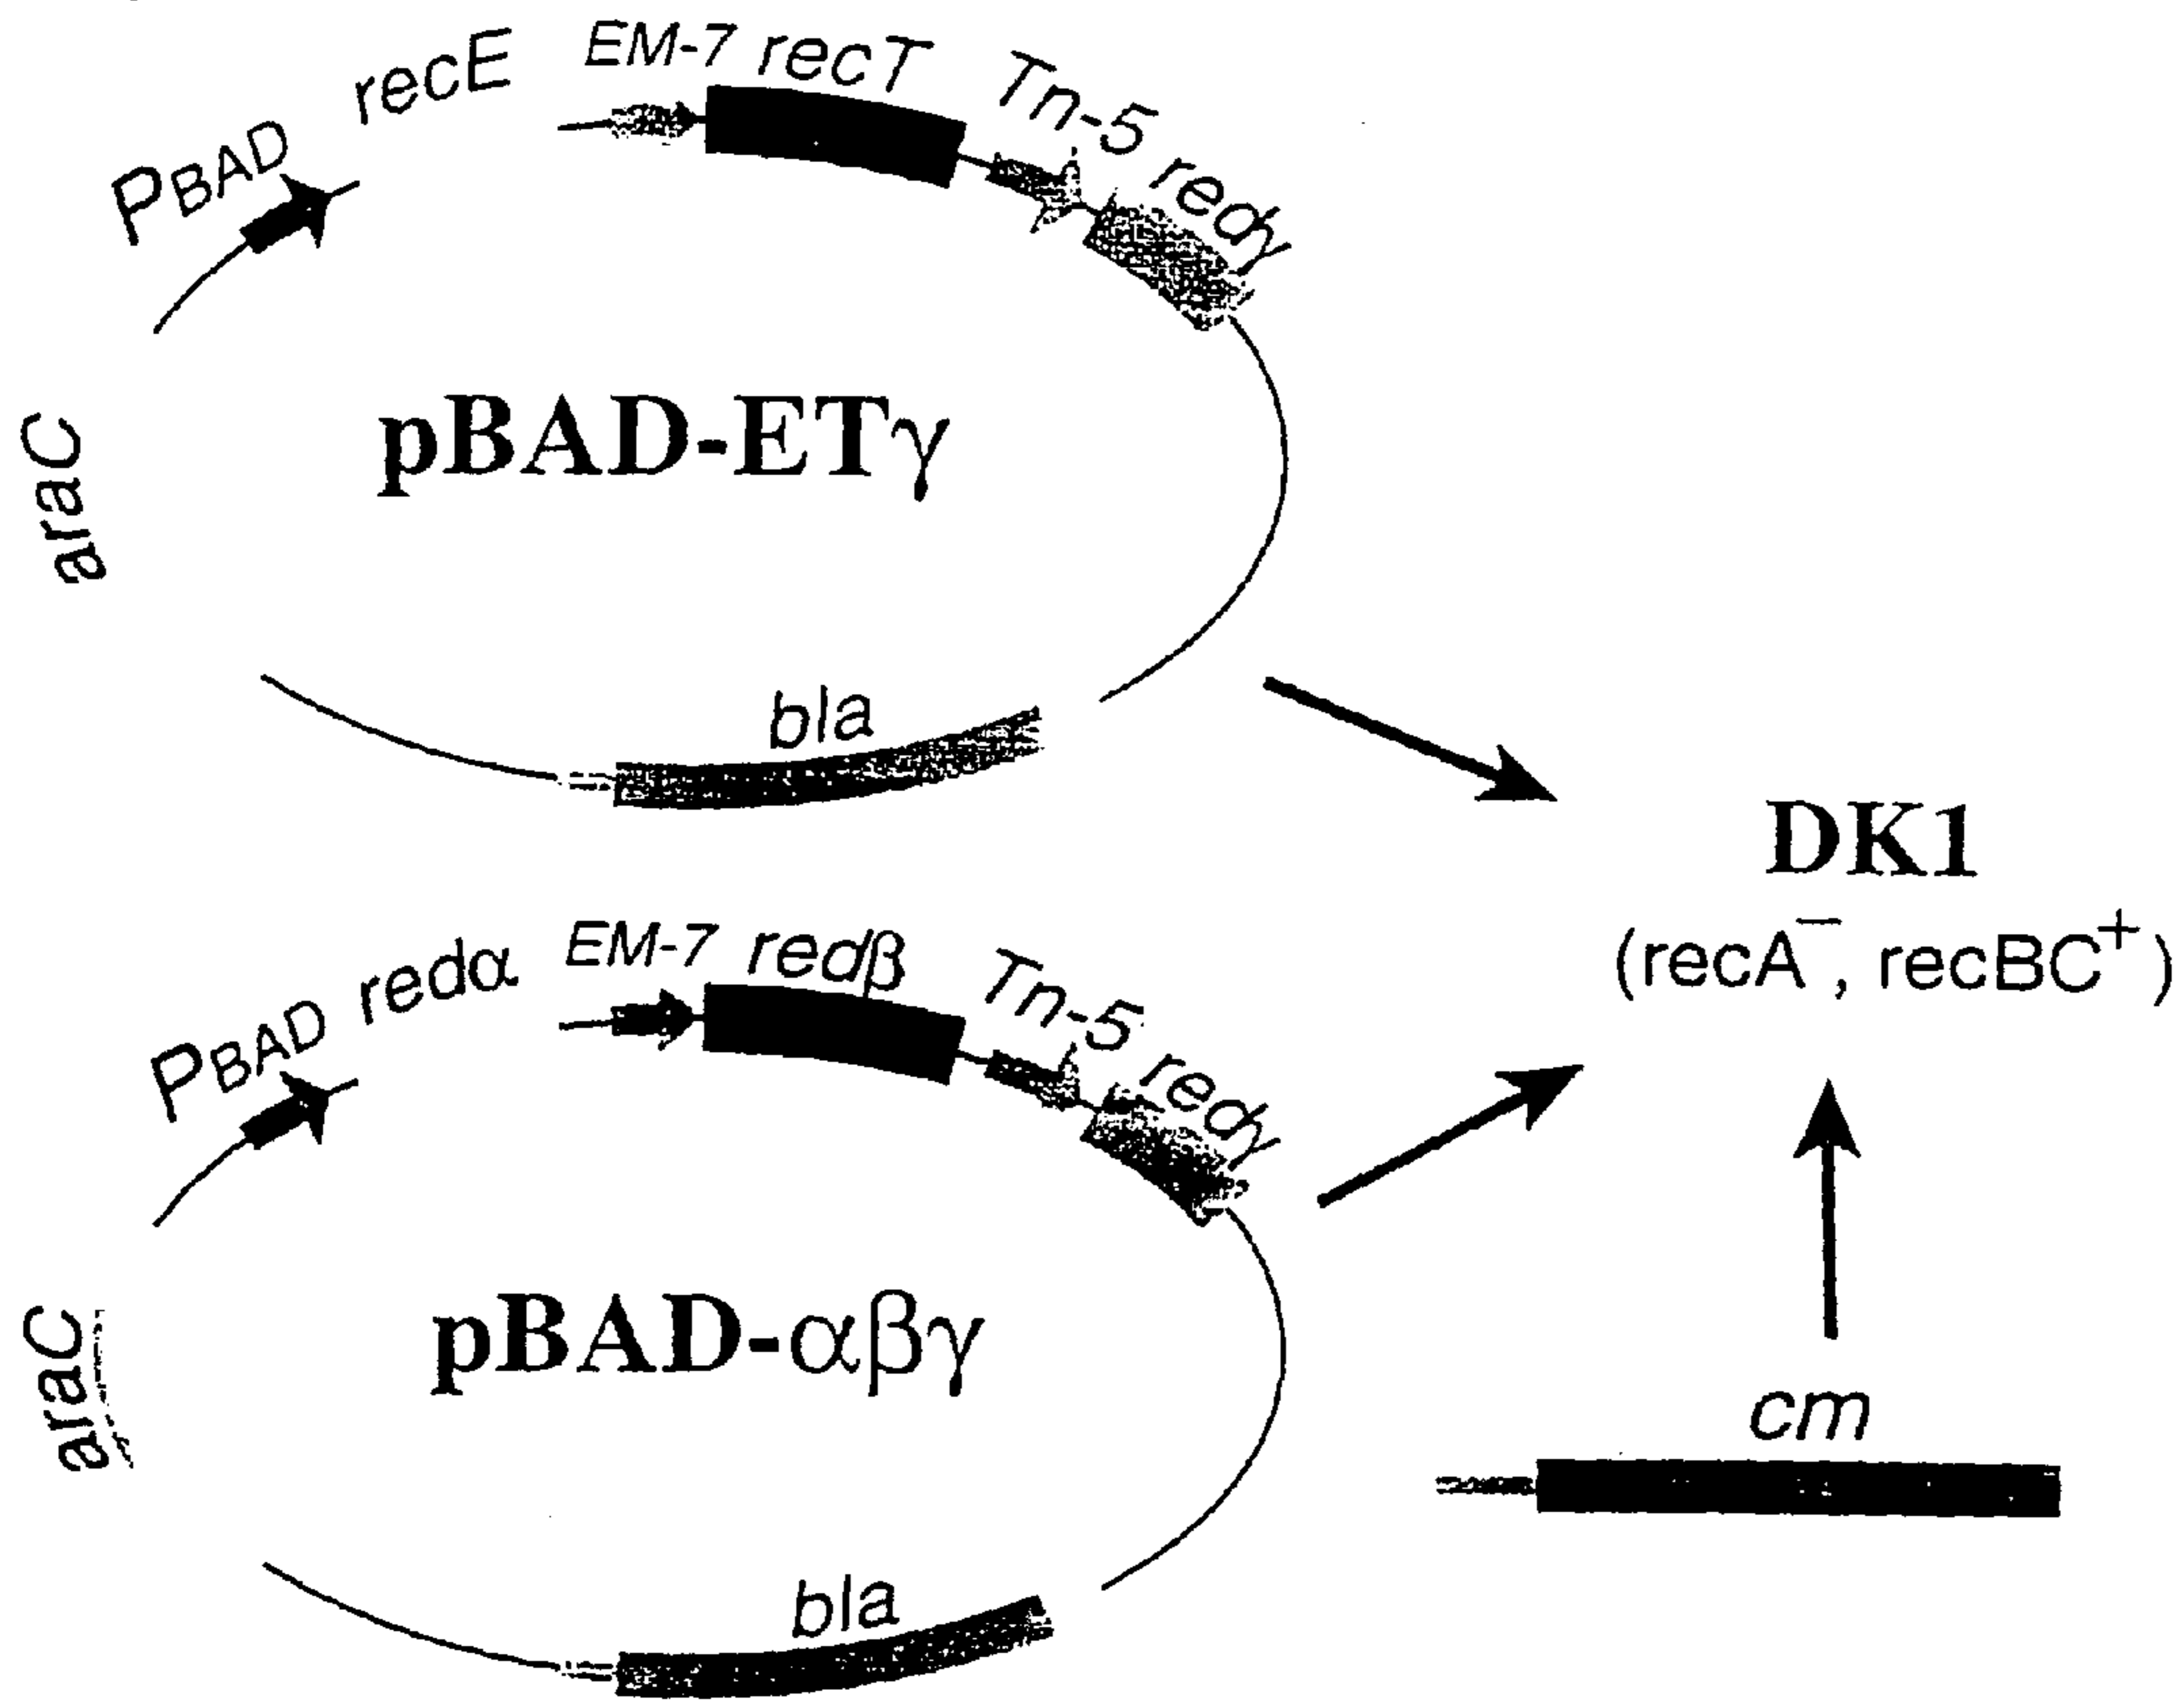 PBAD recE EM-7 recT Tn-5 redγ
araC
pBAD-ETγ
bla
DK1
(recA⁻, recBC⁺)
PBAD redα EM-7 redβ Tn-5 redγ
araC
pBAD-αβγ
cm
bla